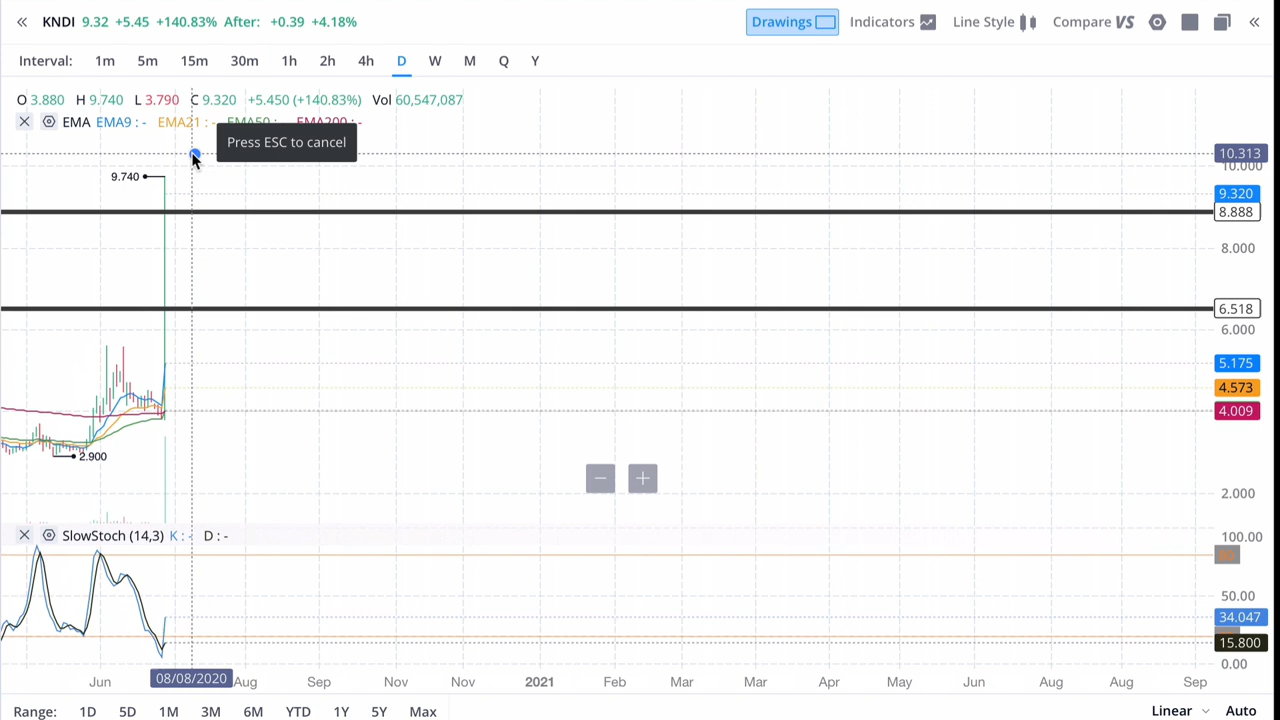 KNDI 9.32 +5.45 +140.83% After: +0.39 +4.18% Drawings Indicators Line Style Compare VS
Interval: 1m 5m 15m 30m 1h 2h 4h D W M Q Y
O 3.880 H 9.740 L 3.790 C 9.320 +5.450 (+140.83%) Vol 60,547,087
EMA EMA9 : - EMA21 : - EMA50 : - EMA200 : -
Press ESC to cancel
10.313
10.000
9.740
9.320
8.888
8.000
6.518
6.000
5.175
4.573
4.009
2.900
2.000
SlowStoch (14,3) K : - D : -
100.00
50.00
34.047
15.800
0.00
Jun 08/08/2020 Aug Sep Nov Nov 2021 Feb Mar Mar Apr May Jun Aug Aug Sep
Range: 1D 5D 1M 3M 6M YTD 1Y 5Y Max Linear Auto